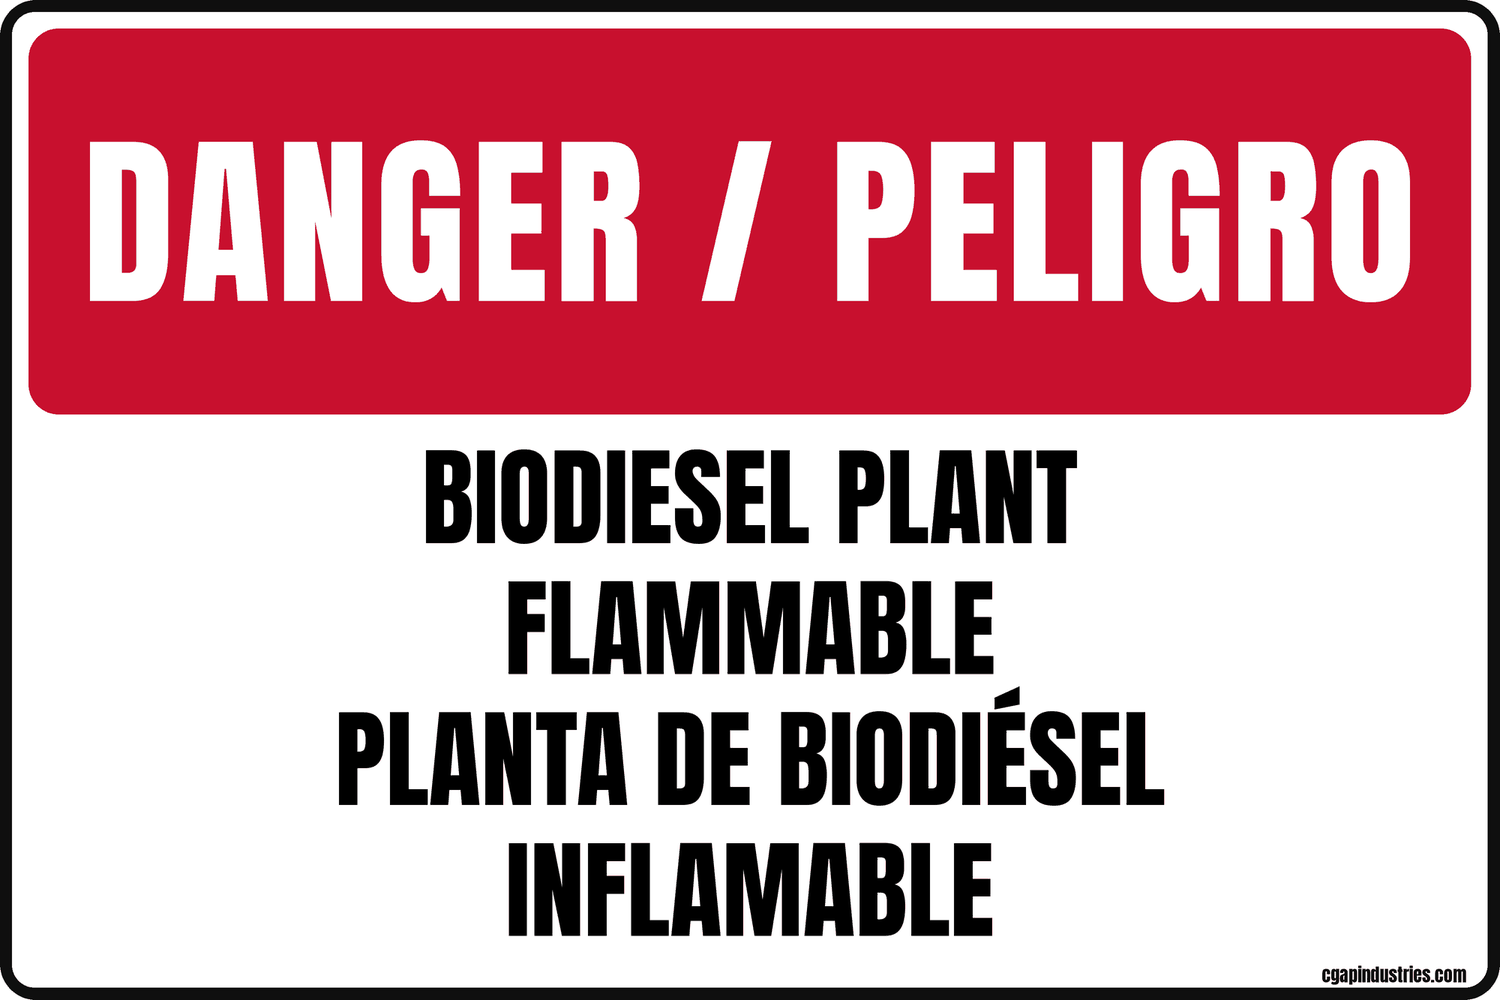 DANGER / PELIGRO
BIODIESEL PLANT
FLAMMABLE
PLANTA DE BIODIÉSEL
INFLAMABLE
cgapindustries.com